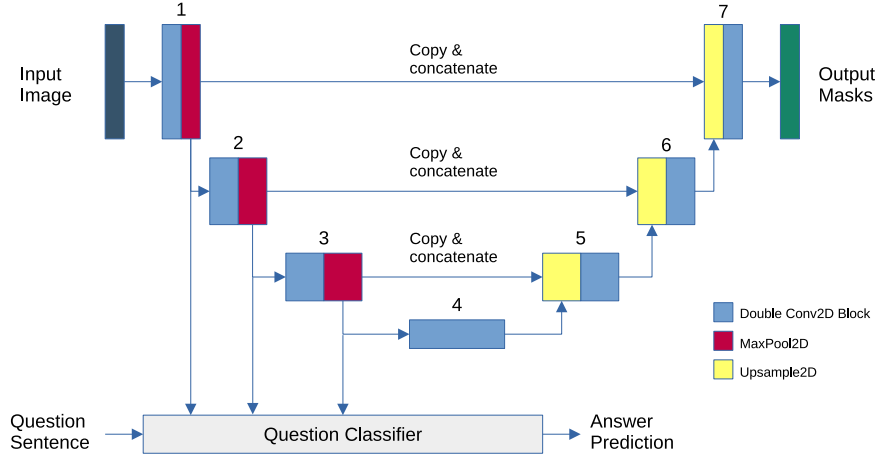 1
7
Input
Image
Copy &
concatenate
Output
Masks
2
6
Copy &
concatenate
3
5
Copy &
concatenate
4
Double Conv2D Block
MaxPool2D
Upsample2D
Question
Sentence
Question Classifier
Answer
Prediction